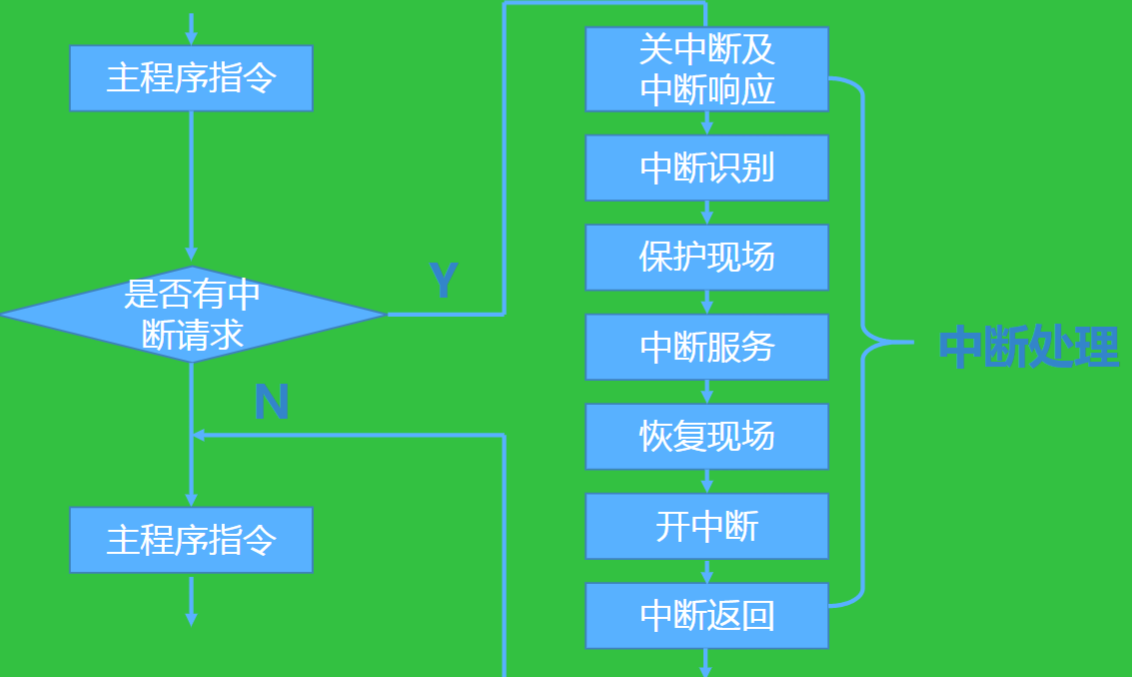 主程序指令
是否有中
断请求
Y
N
主程序指令
关中断及
中断响应
中断识别
保护现场
中断服务
恢复现场
开中断
中断返回
中断处理